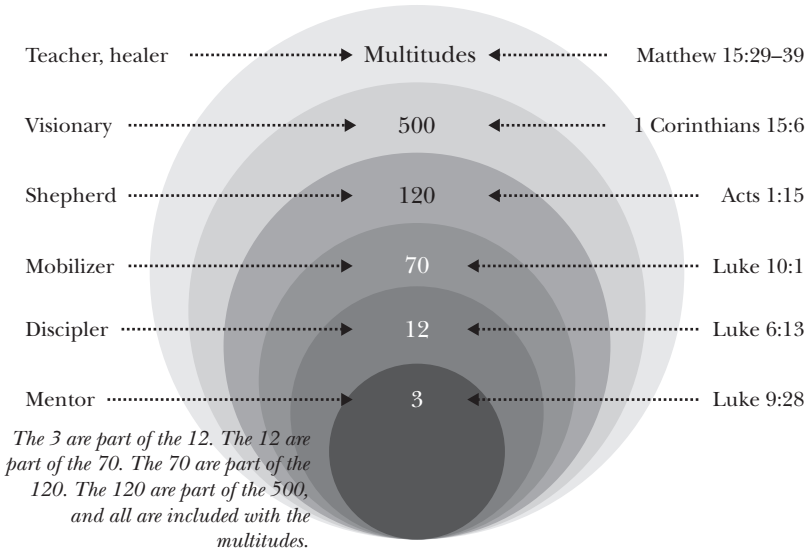 Teacher, healer Multitudes Matthew 15:29–39
Visionary 500 1 Corinthians 15:6
Shepherd 120 Acts 1:15
Mobilizer 70 Luke 10:1
Discipler 12 Luke 6:13
Mentor 3 Luke 9:28
The 3 are part of the 12. The 12 are
part of the 70. The 70 are part of the
120. The 120 are part of the 500,
and all are included with the
multitudes.